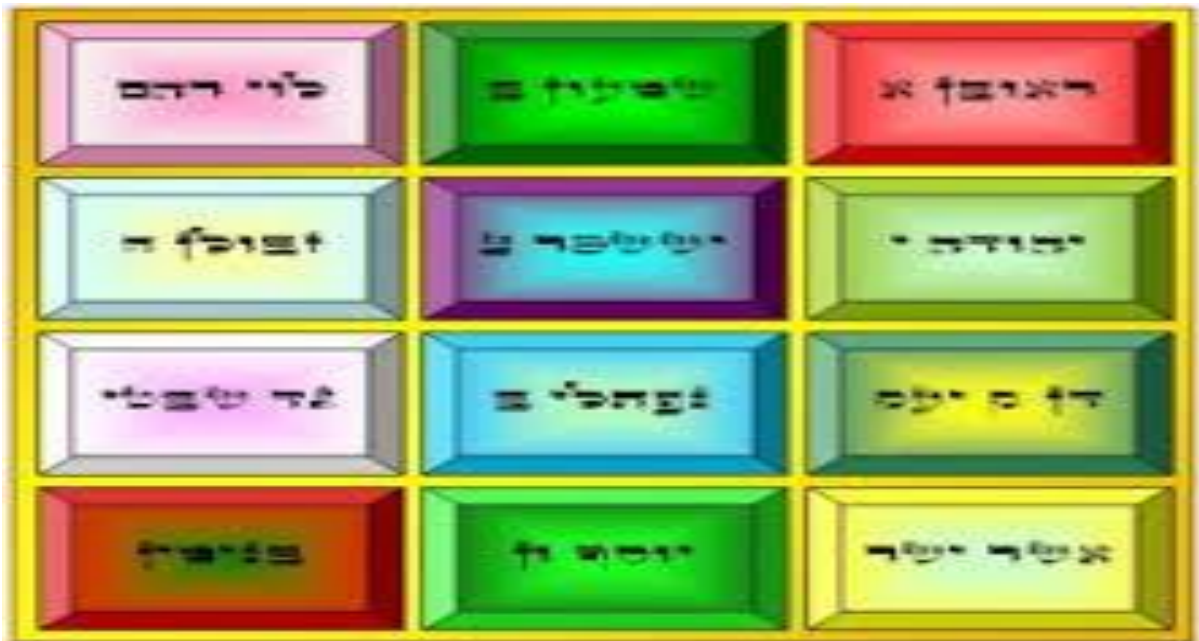 ראובן א
שמעון ב
לוי רהם
יהודה י
יששכר צ
זבולן ח
דן ק יעק
נפתלי ב
גד שבטי
אשר ישר
יוסף ון
בנימין